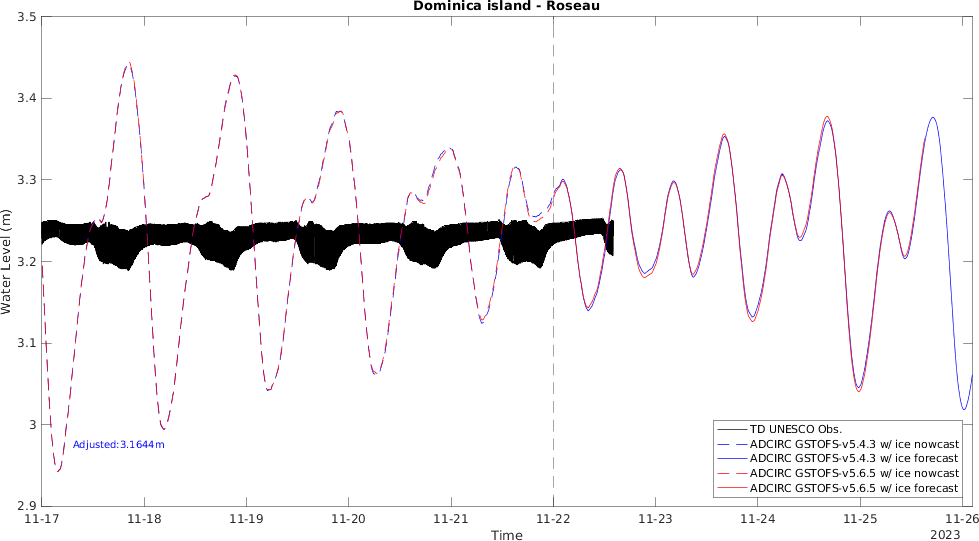 Dominica island - Roseau
3.5
3.4
3.3
3.2
3.1
3
2.9
Water Level (m)
Adjusted:3.1644m
TD UNESCO Obs.
ADCIRC GSTOFS-v5.4.3 w/ ice nowcast
ADCIRC GSTOFS-v5.4.3 w/ ice forecast
ADCIRC GSTOFS-v5.6.5 w/ ice nowcast
ADCIRC GSTOFS-v5.6.5 w/ ice forecast
11-17 11-18 11-19 11-20 11-21 11-22 11-23 11-24 11-25 11-26
Time
2023